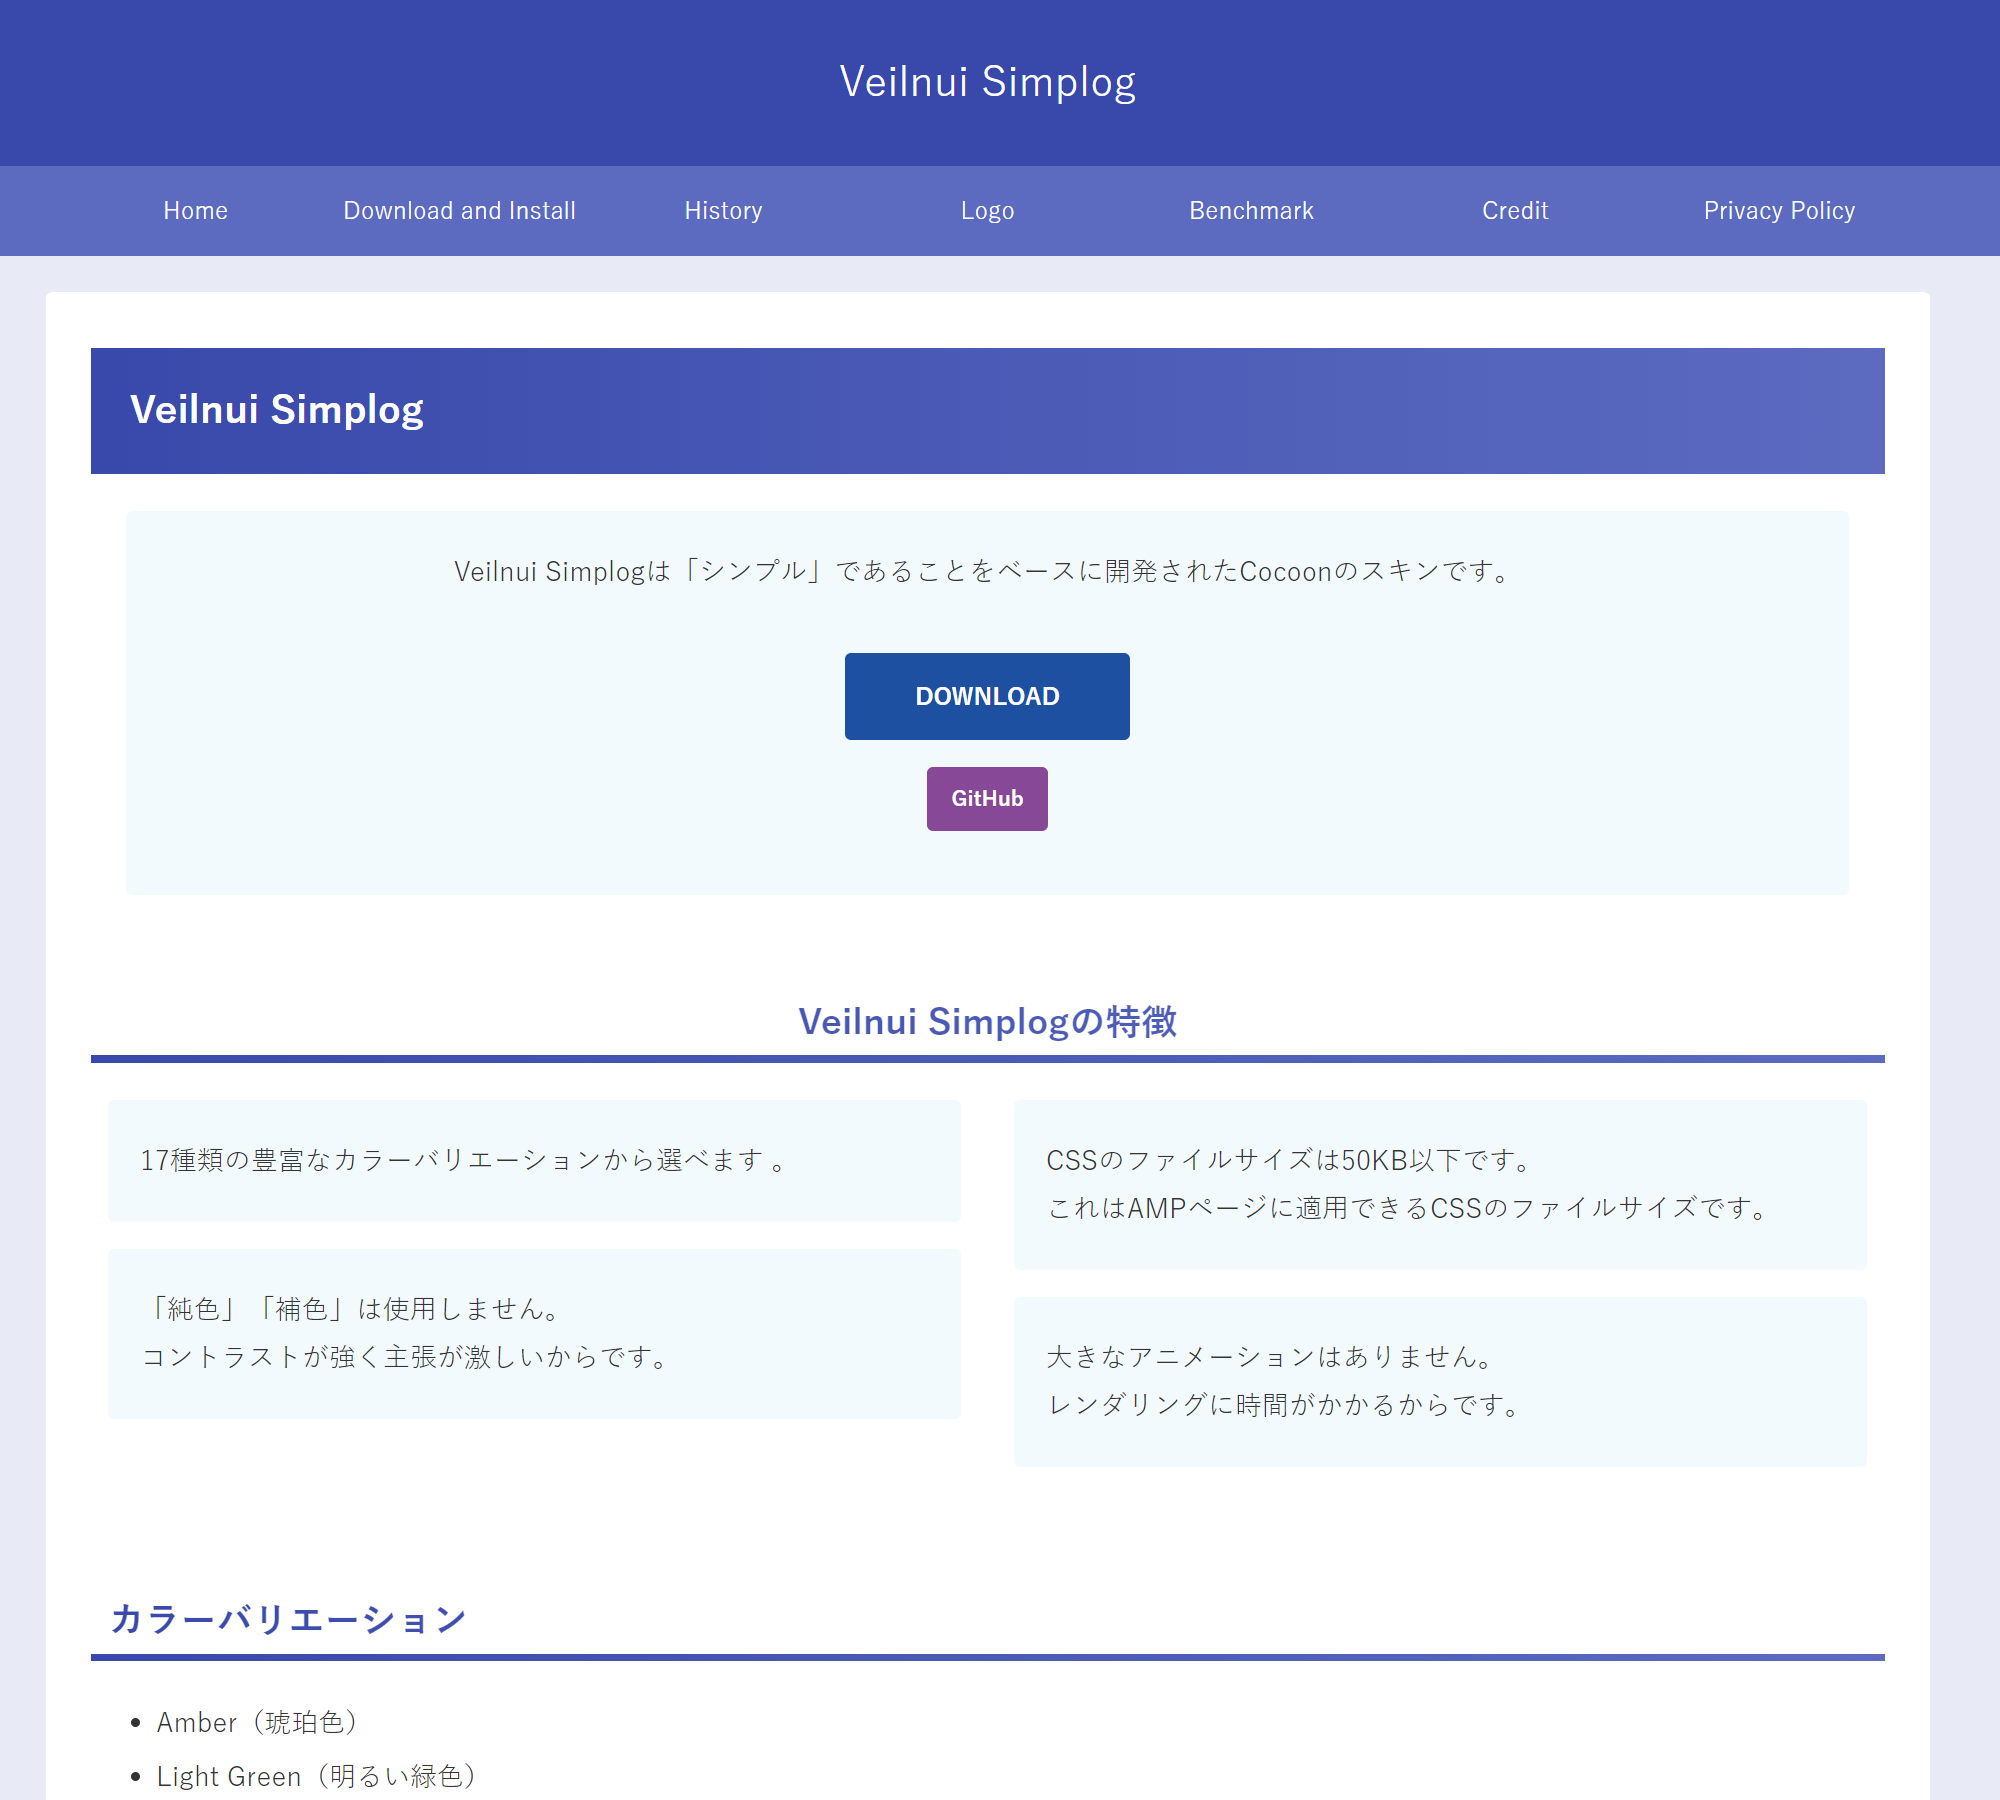 Veilnui Simplog
Home
Download and Install
History
Logo
Benchmark
Credit
Privacy Policy
Veilnui Simplog
Veilnui Simplogは「シンプル」であることをベースに開発されたCocoonのスキンです。
DOWNLOAD
GitHub
Veilnui Simplogの特徴
17種類の豊富なカラーバリエーションから選べます 。
「純色」「補色」は使用しません。
コントラストが強く主張が激しいからです。
CSSのファイルサイズは50KB以下です。
これはAMPページに適用できるCSSのファイルサイズです。
大きなアニメーションはありません。
レンダリングに時間がかかるからです。
カラーバリエーション
• Amber（琥珀色）
• Light Green（明るい緑色）